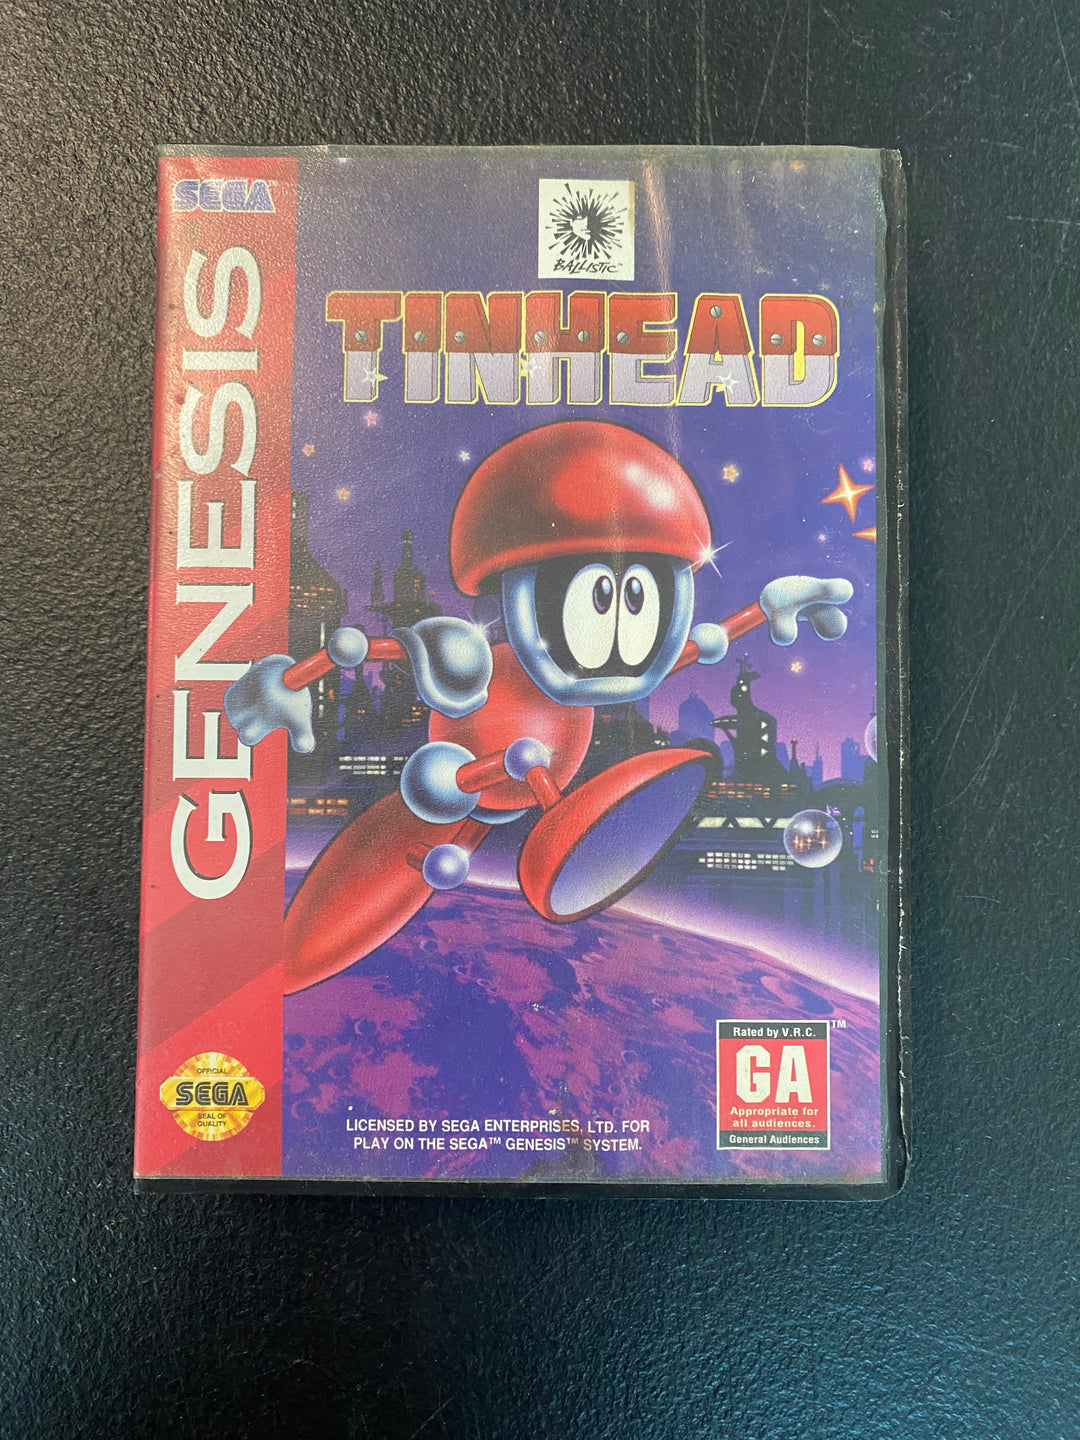 SEGA
GENESIS
BALLISTIC™
TINHEAD
Rated by V.R.C.
TM
GA
Appropriate for
all audiences.
General Audiences
OFFICIAL
SEGA
SEAL OF
QUALITY
LICENSED BY SEGA ENTERPRISES, LTD. FOR
PLAY ON THE SEGA™ GENESIS™ SYSTEM.